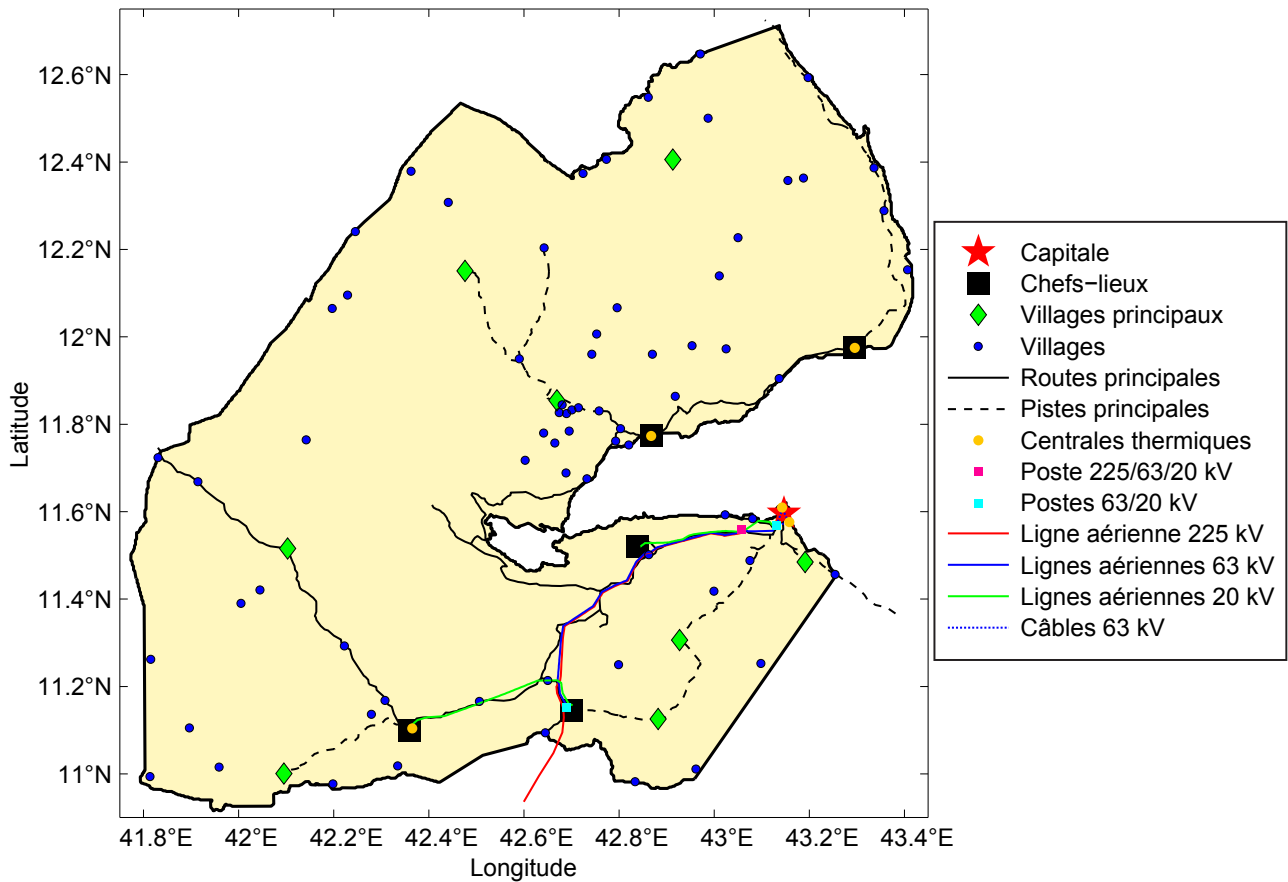 12.6°N
12.4°N
12.2°N
12°N
11.8°N
11.6°N
11.4°N
11.2°N
11°N
Latitude
41.8°E
42°E
42.2°E
42.4°E
42.6°E
42.8°E
43°E
43.2°E
43.4°E
Longitude
Capitale
Chefs−lieux
Villages principaux
Villages
Routes principales
Pistes principales
Centrales thermiques
Poste 225/63/20 kV
Postes 63/20 kV
Ligne aérienne 225 kV
Lignes aériennes 63 kV
Lignes aériennes 20 kV
Câbles 63 kV